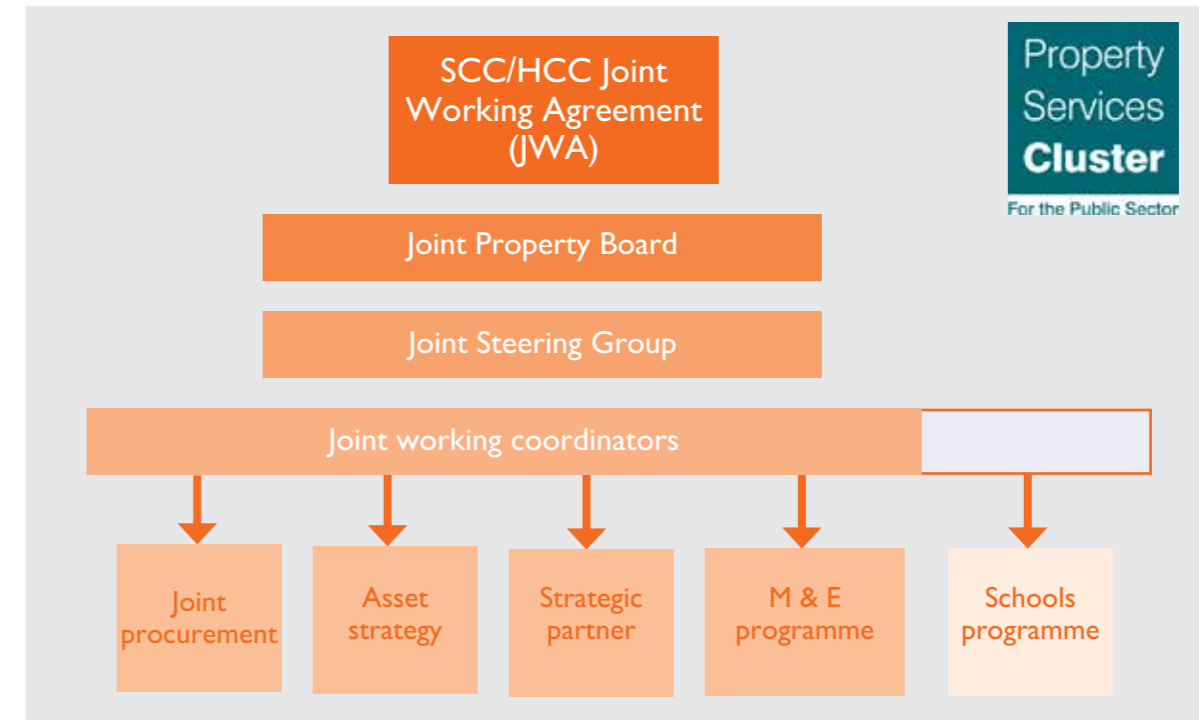 SCC/HCC Joint
Working Agreement
(JWA)
Property
Services
Cluster
For the Public Sector
Joint Property Board
Joint Steering Group
Joint working coordinators
Joint
procurement
Asset
strategy
Strategic
partner
M & E
programme
Schools
programme